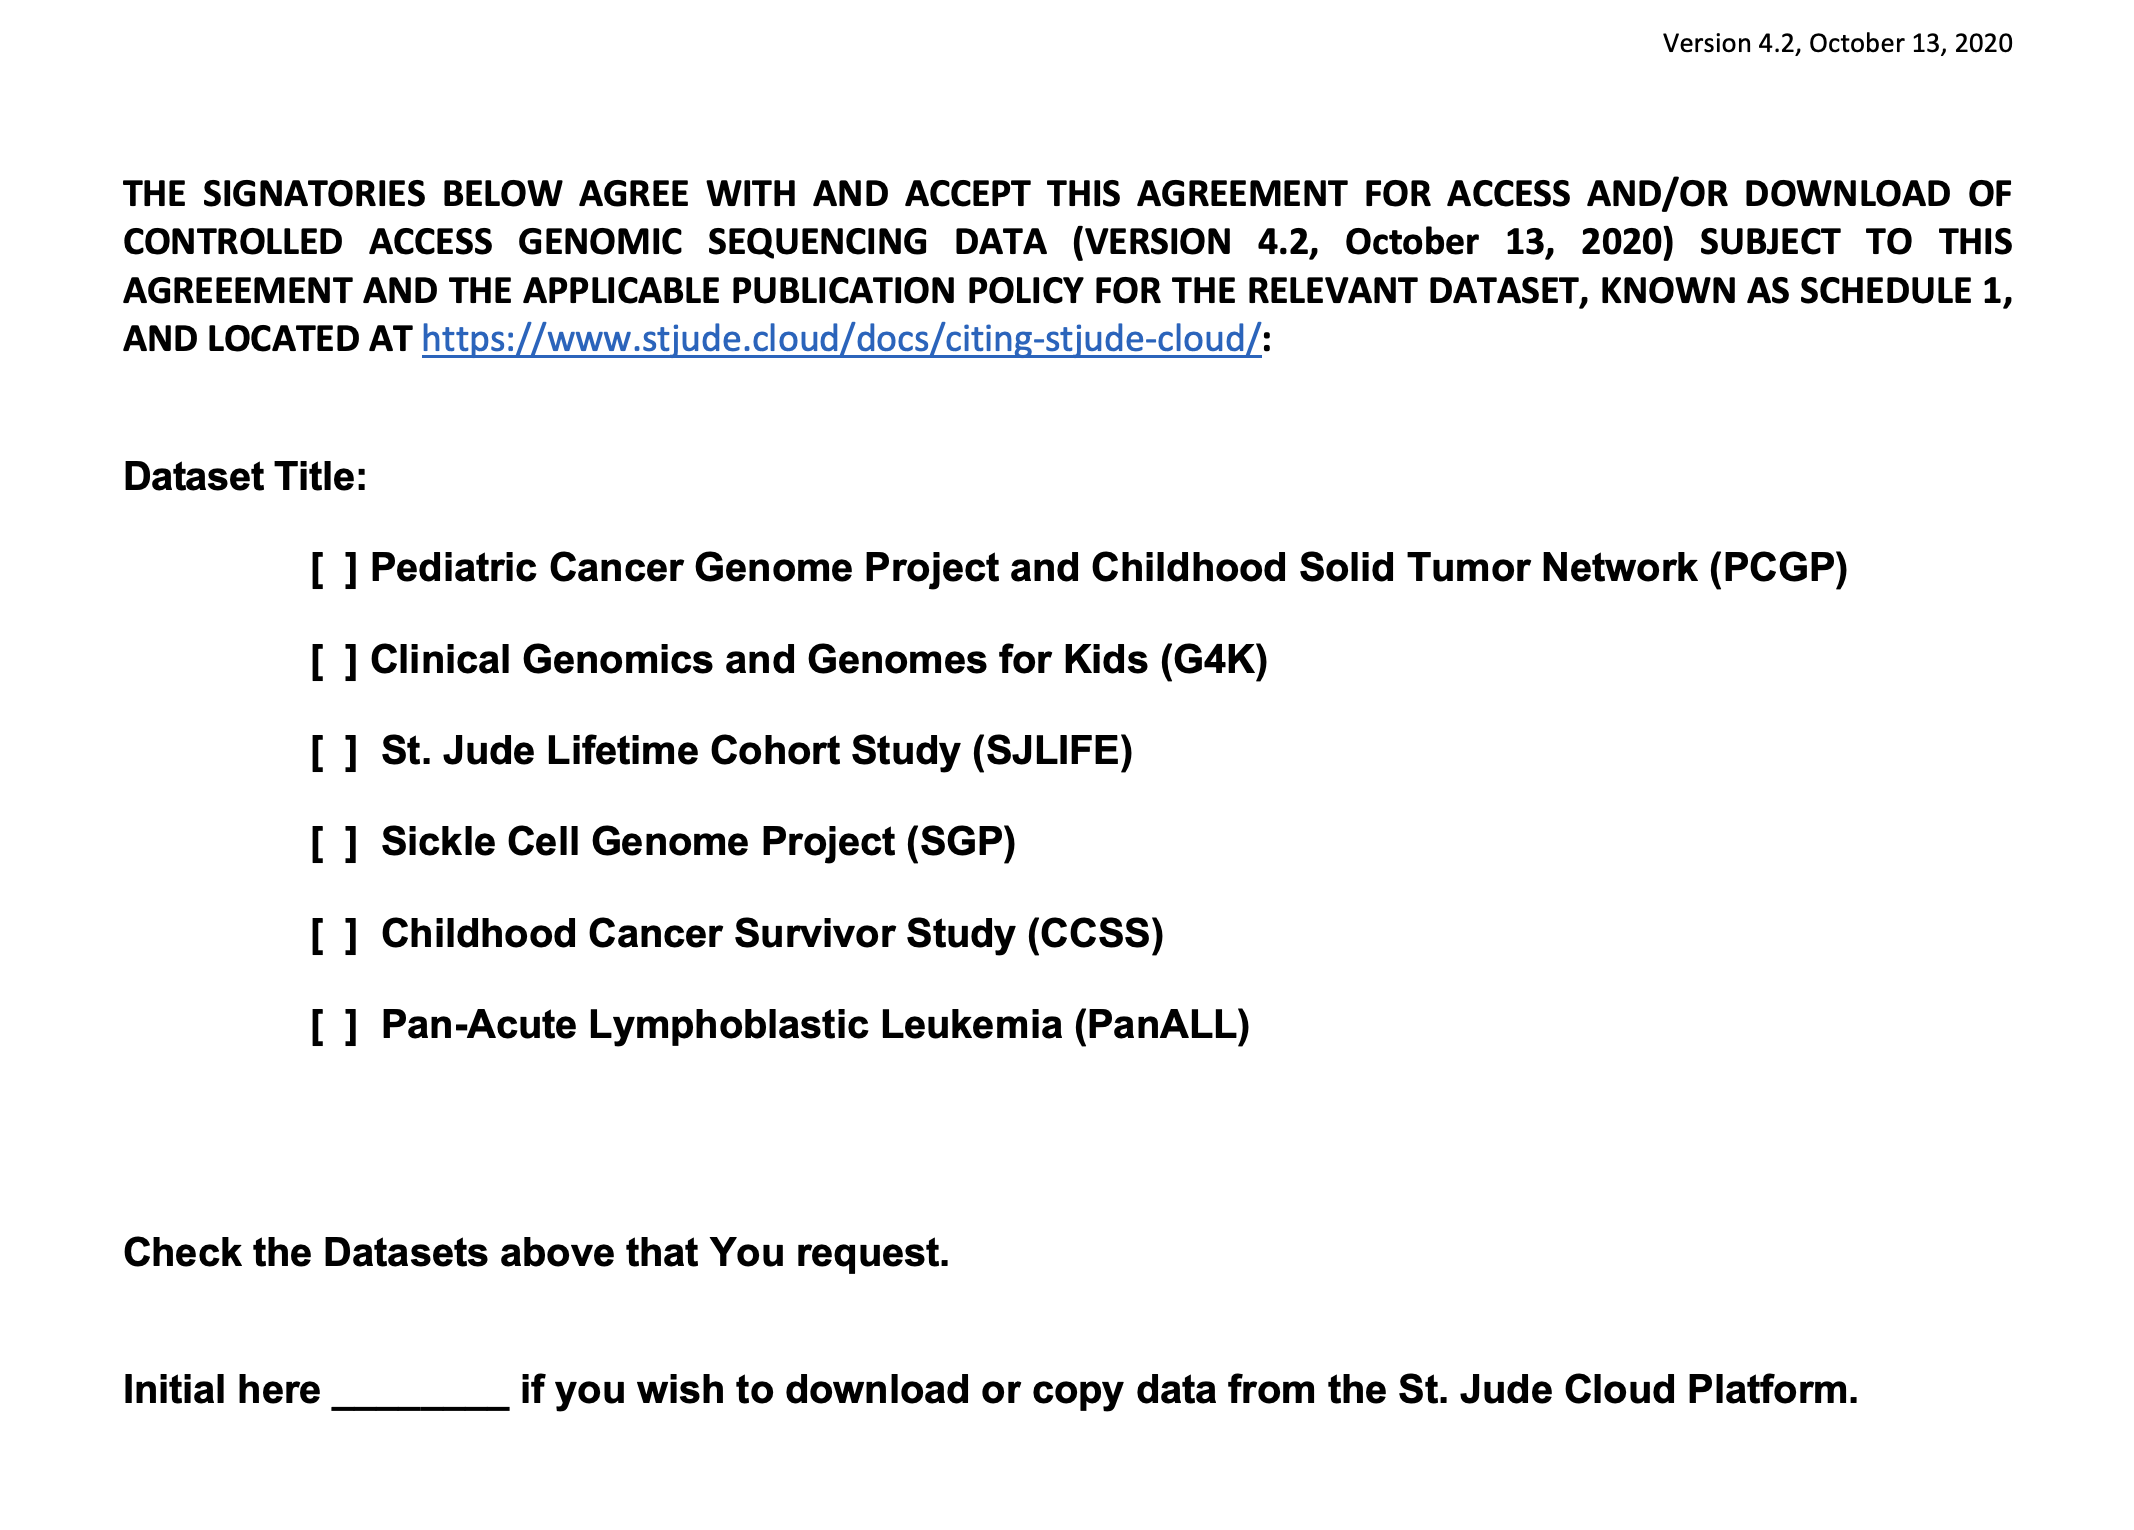 Version 4.2, October 13, 2020
THE SIGNATORIES BELOW AGREE WITH AND ACCEPT THIS AGREEMENT FOR ACCESS AND/OR DOWNLOAD OF
CONTROLLED ACCESS GENOMIC SEQUENCING DATA (VERSION 4.2, October 13, 2020) SUBJECT TO THIS
AGREEEMENT AND THE APPLICABLE PUBLICATION POLICY FOR THE RELEVANT DATASET, KNOWN AS SCHEDULE 1,
AND LOCATED AT https://www.stjude.cloud/docs/citing-stjude-cloud/:
Dataset Title:
[ ] Pediatric Cancer Genome Project and Childhood Solid Tumor Network (PCGP)
[ ] Clinical Genomics and Genomes for Kids (G4K)
[ ] St. Jude Lifetime Cohort Study (SJLIFE)
[ ] Sickle Cell Genome Project (SGP)
[ ] Childhood Cancer Survivor Study (CCSS)
[ ] Pan-Acute Lymphoblastic Leukemia (PanALL)
Check the Datasets above that You request.
Initial here ________ if you wish to download or copy data from the St. Jude Cloud Platform.